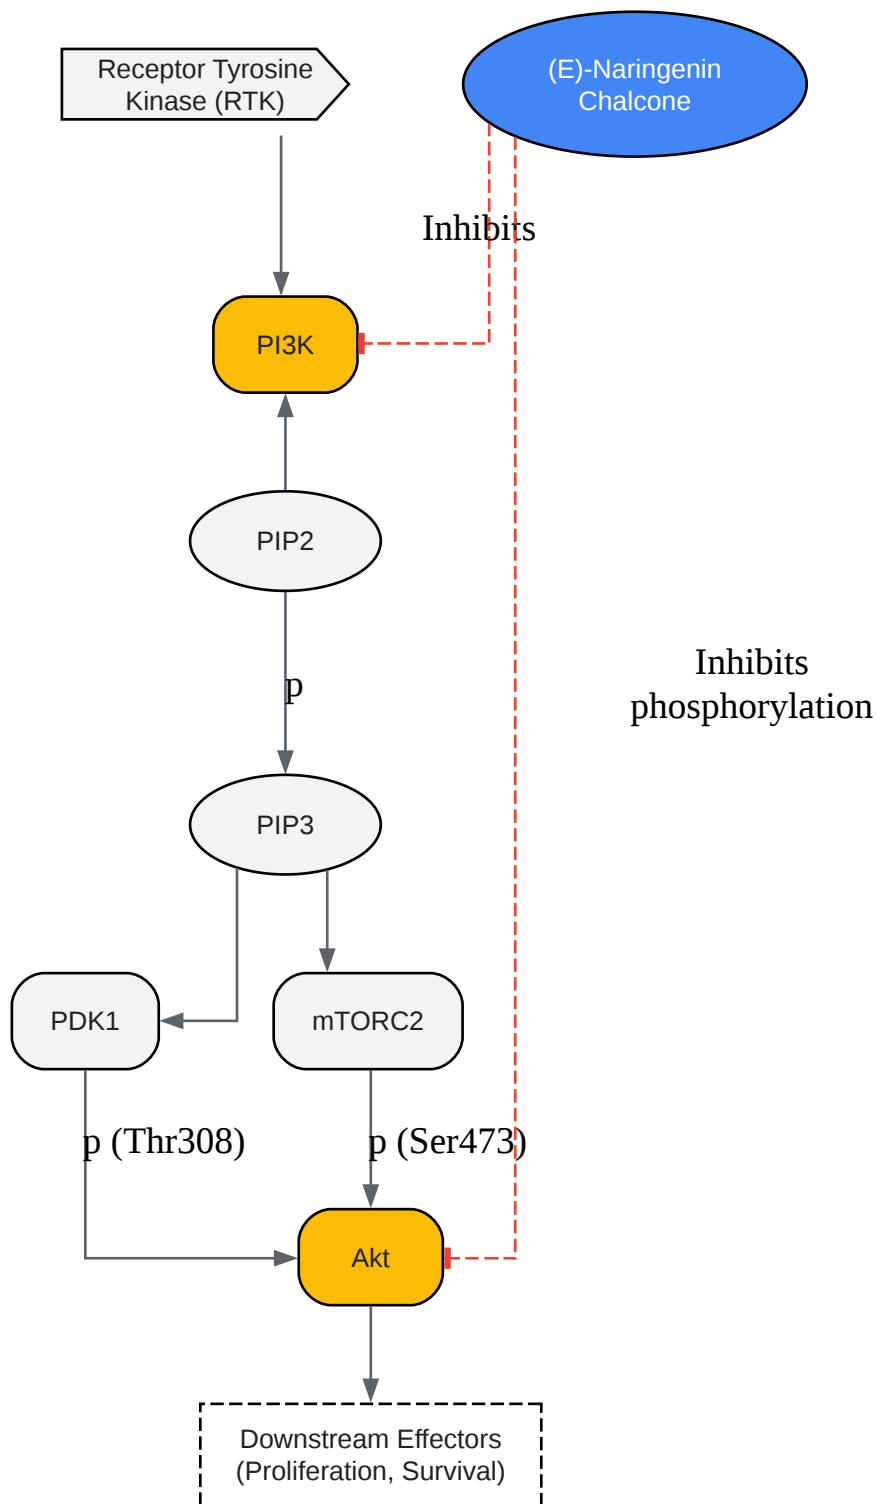 Receptor Tyrosine
Kinase (RTK)
(E)-Naringenin
Chalcone
Inhibits
PI3K
PIP2
Inhibits
phosphorylation
p
PIP3
PDK1
mTORC2
p (Thr308)
p (Ser473)
Akt
Downstream Effectors
(Proliferation, Survival)